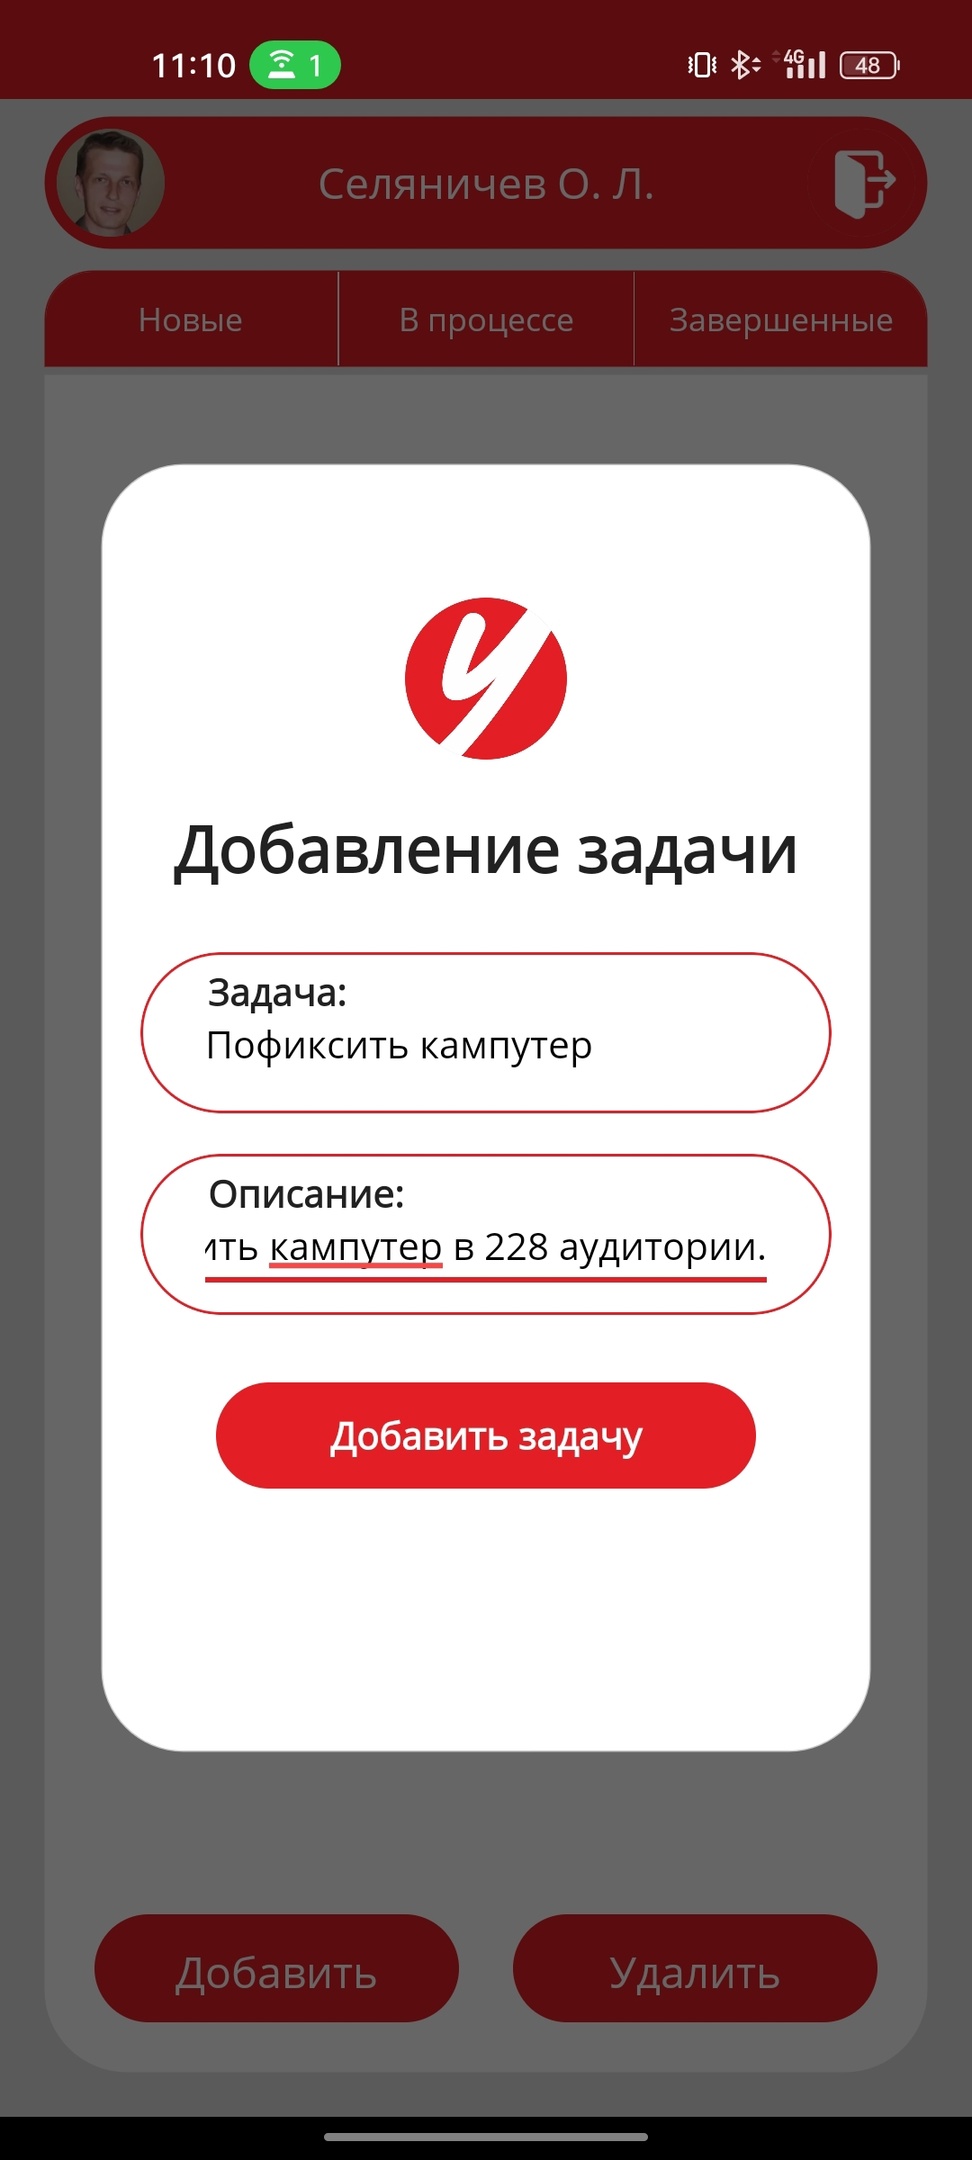 11:10
1
4G
48
Селяничев О. Л.
Новые
В процессе
Завершенные
У
Добавление задачи
Задача:
Пофиксить кампутер
Описание:
ить кампутер в 228 аудитории.
Добавить задачу
Добавить
Удалить